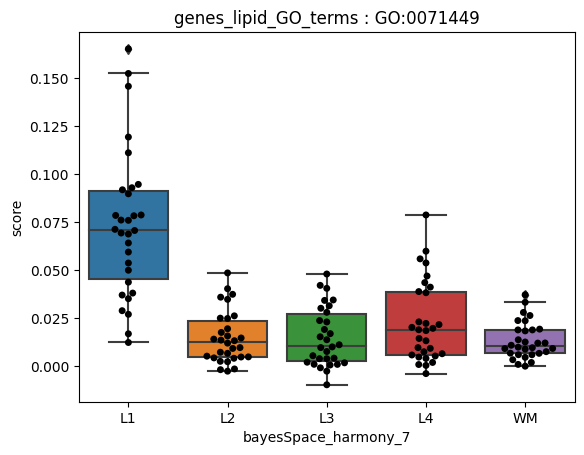 genes_lipid_GO_terms : GO:0071449
score
0.150
0.125
0.100
0.075
0.050
0.025
0.000
L1 L2 L3 L4 WM
bayesSpace_harmony_7